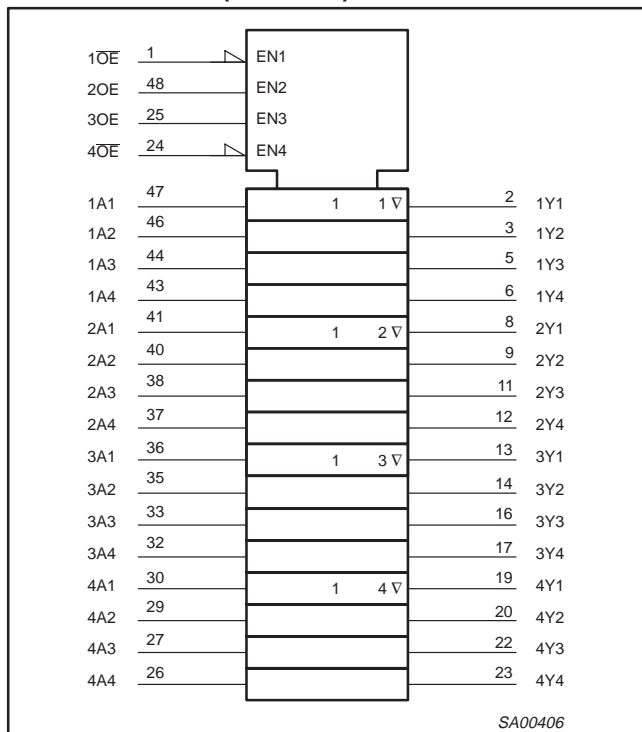 1O̅E̅ 1 EN1
2OE 48 EN2
3OE 25 EN3
4O̅E̅ 24 EN4
1A1 47 1 1 ∇ 2 1Y1
1A2 46 3 1Y2
1A3 44 5 1Y3
1A4 43 6 1Y4
2A1 41 1 2 ∇ 8 2Y1
2A2 40 9 2Y2
2A3 38 11 2Y3
2A4 37 12 2Y4
3A1 36 1 3 ∇ 13 3Y1
3A2 35 14 3Y2
3A3 33 16 3Y3
3A4 32 17 3Y4
4A1 30 1 4 ∇ 19 4Y1
4A2 29 20 4Y2
4A3 27 22 4Y3
4A4 26 23 4Y4
SA00406